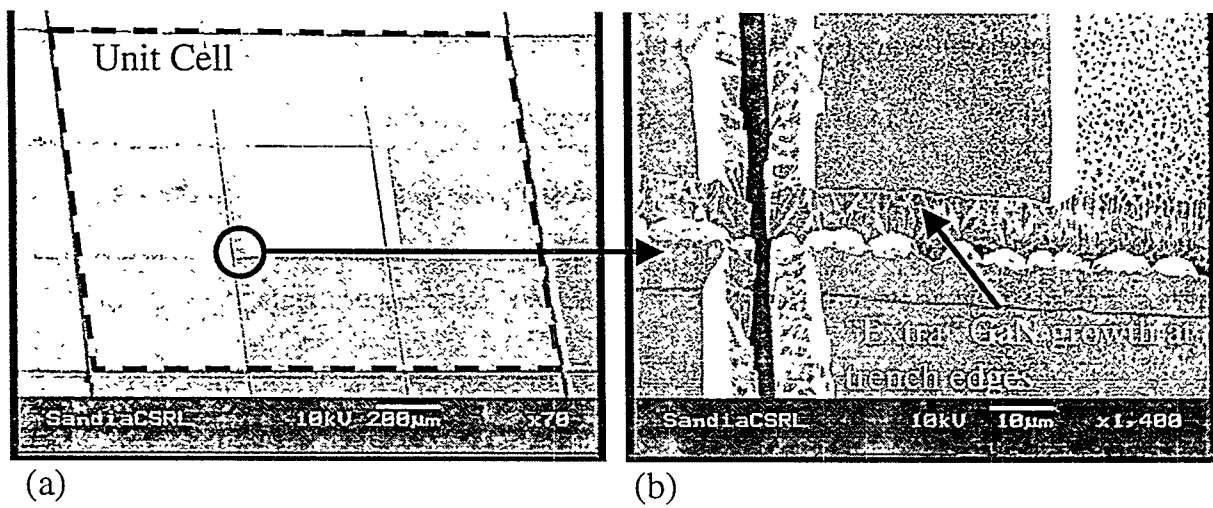 Unit Cell
"Extra" GaN growth at
trench edges
SandiaCSRL 10kV 200µm x70
SandiaCSRL 10kV 10µm x1,400
(a)
(b)